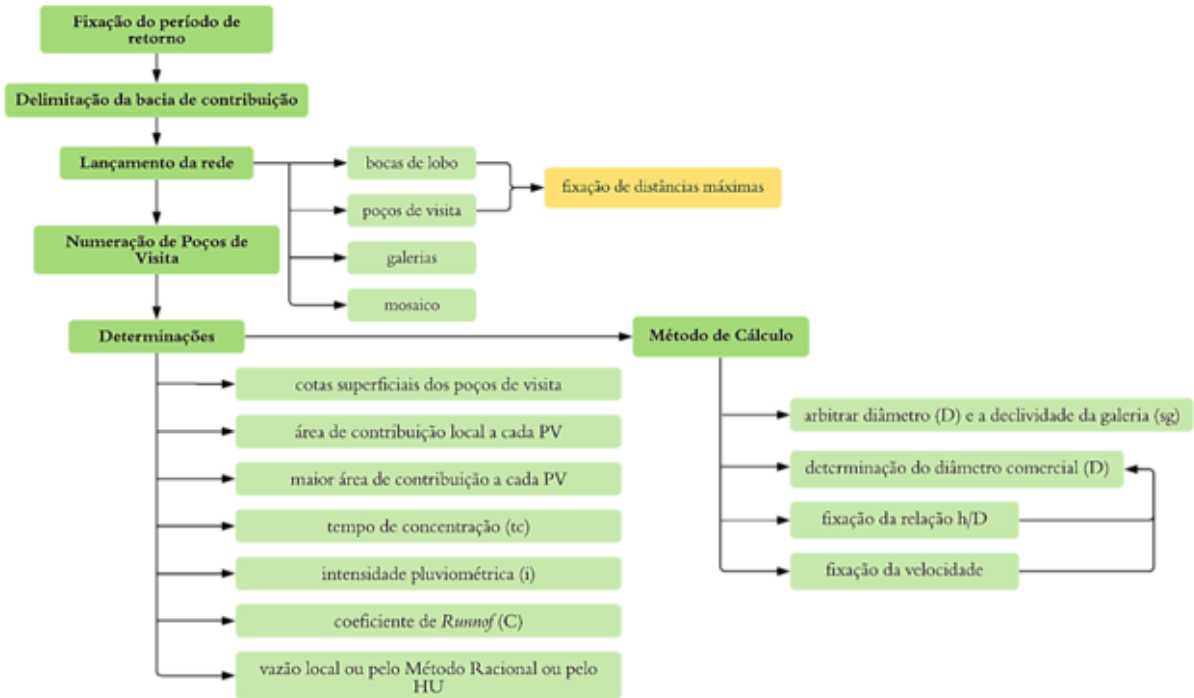 Fixação do período de
retorno
Delimitação da bacia de contribuição
Lançamento da rede
bocas de lobo
poços de visita
galerias
mosaico
fixação de distâncias máximas
Numeração de Poços de
Visita
Determinações
cotas superficiais dos poços de visita
área de contribuição local a cada PV
maior área de contribuição a cada PV
tempo de concentração (tc)
intensidade pluviométrica (i)
coeficiente de Runnof (C)
vazão local ou pelo Método Racional ou pelo
HU
Método de Cálculo
arbitrar diâmetro (D) e a declividade da galeria (sg)
determinação do diâmetro comercial (D)
fixação da relação h/D
fixação da velocidade